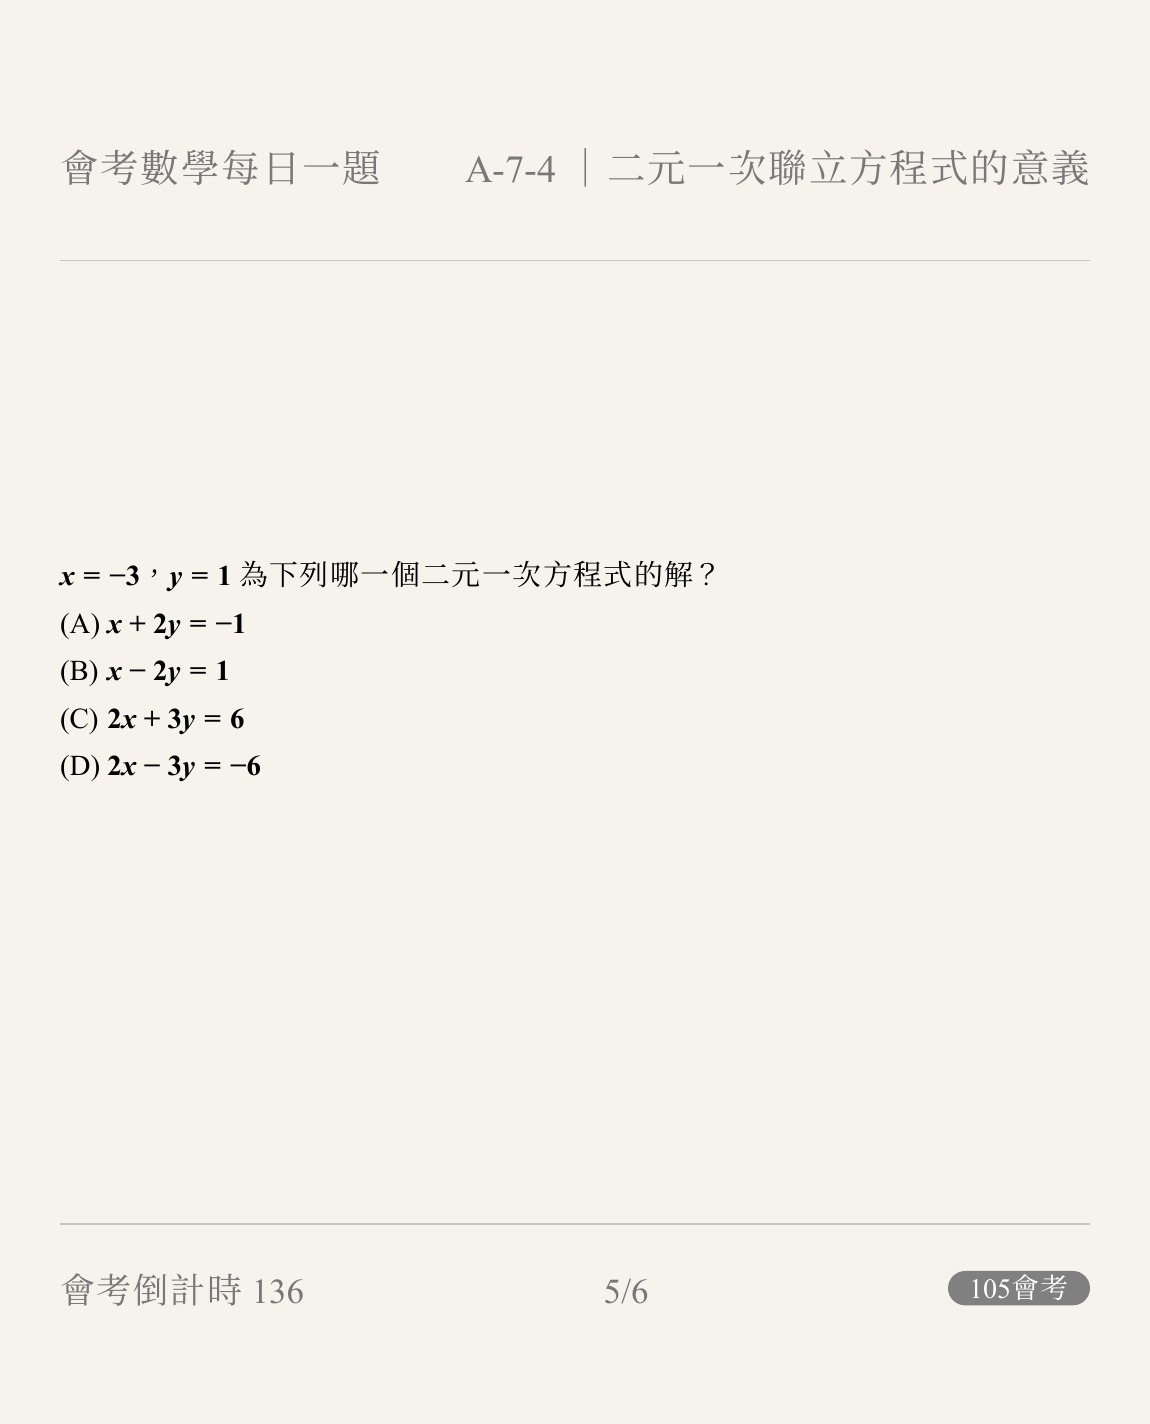 會考數學每日一題
A-7-4｜二元一次聯立方程式的意義
x = −3，y = 1 為下列哪一個二元一次方程式的解？
(A) x + 2y = −1
(B) x − 2y = 1
(C) 2x + 3y = 6
(D) 2x − 3y = −6
會考倒計時 136
5/6
105會考